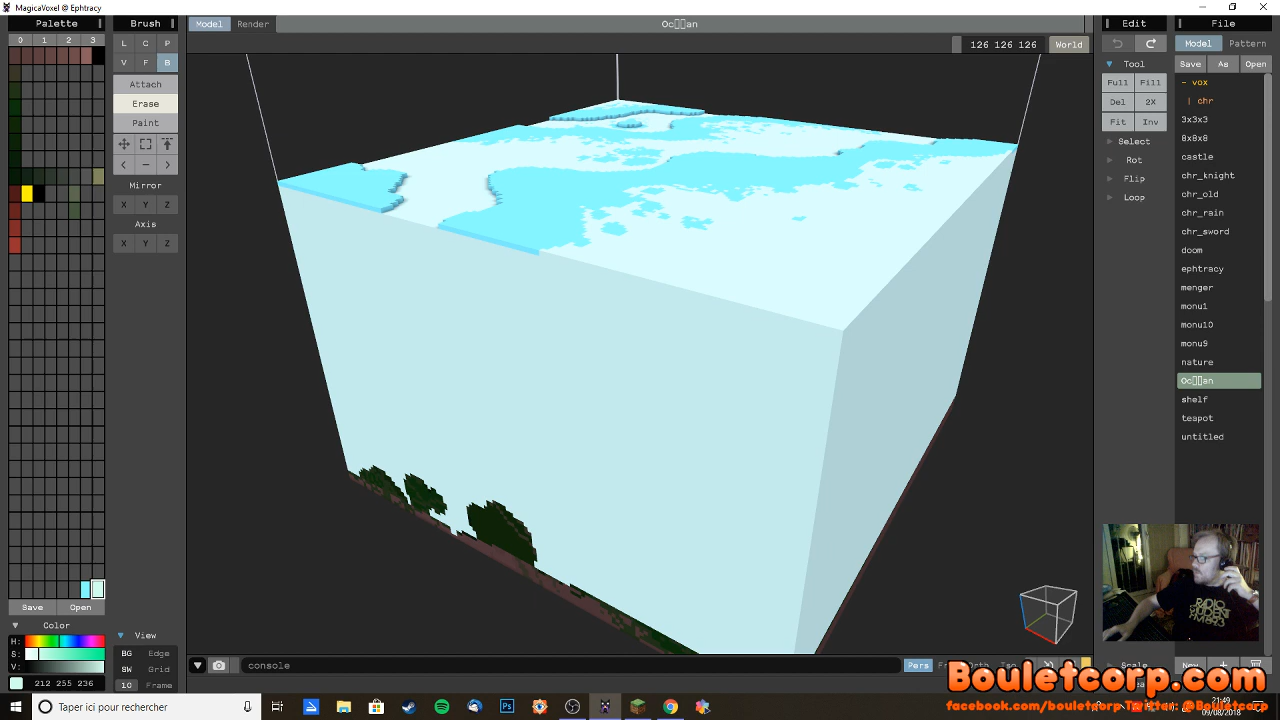 MagicaVoxel @ Ephtracy
Palette
0 1 2 3
Save Open
Color
H:
S:
V:
212 255 236
Brush
L C P
V F B
Attach
Erase
Paint
Mirror
X Y Z
Axis
X Y Z
View
BG Edge
SW Grid
10 Frame
Model Render
Oc▯▯an
126 126 126 World
console
Pers
Edit
Tool
Full Fill
Del 2X
Fit Inv
Select
Rot
Flip
Loop
Scale
File
Model Pattern
Save As Open
- vox
| chr
3x3x3
8x8x8
castle
chr_knight
chr_old
chr_rain
chr_sword
doom
ephtracy
menger
monu1
monu10
monu9
nature
Oc▯▯an
shelf
teapot
untitled
New +
Bouletcorp.com
facebook.com/bouletcorp Twitter: @Bouletcorp
Taper ici pour rechercher
21:49
09/08/2018